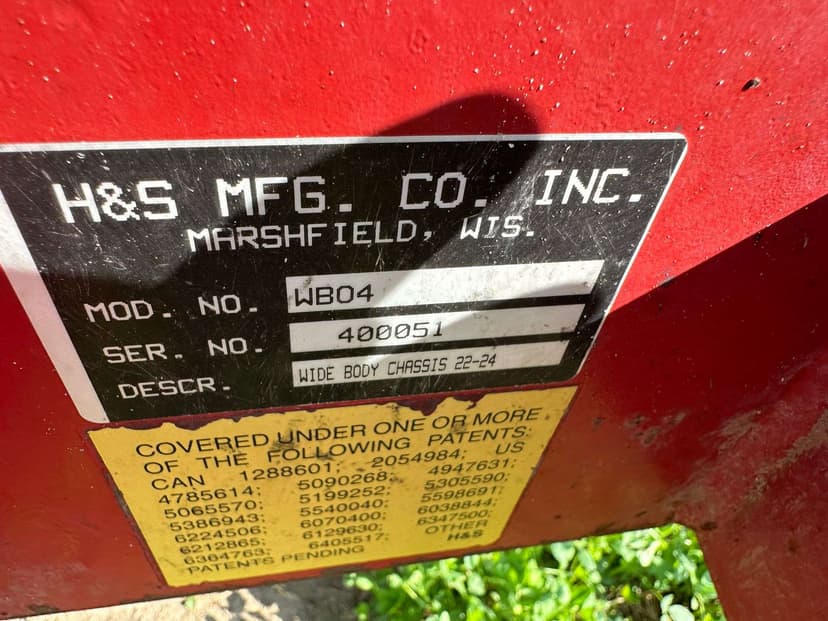 H&S MFG. CO. INC.
MARSHFIELD, WIS.
MOD. NO. WB04
SER. NO. 400051
DESCR. WIDE BODY CHASSIS 22-24
COVERED UNDER ONE OR MORE
OF THE FOLLOWING PATENTS:
CAN 1288601; 2054984; US
4785614; 5090268; 4947631;
5065570; 5199252; 5305590;
5386943; 5540040; 5598691;
6224506; 6070400; 6038844;
6212865; 6129630; 6347500;
6364763; 6405517; OTHER
PATENTS PENDING H&S